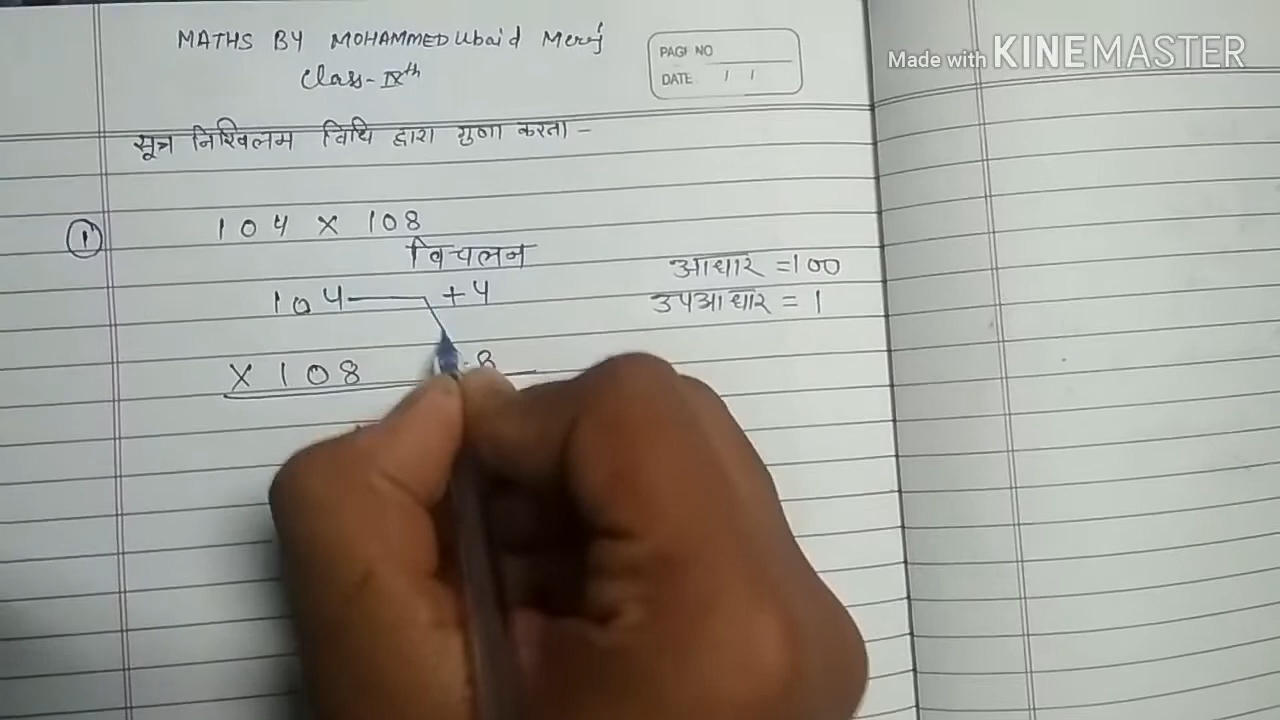 MATHS BY MOHAMMED Ubaid Meraj
Class-IXth
PAGE NO
DATE / /
Made with KINEMASTER
सूत्र निखिलम विधि द्वारा गुणा करना -
① 104 × 108
विचलन
आधार = 100
104 +4
उपआधार = 1
× 108 8